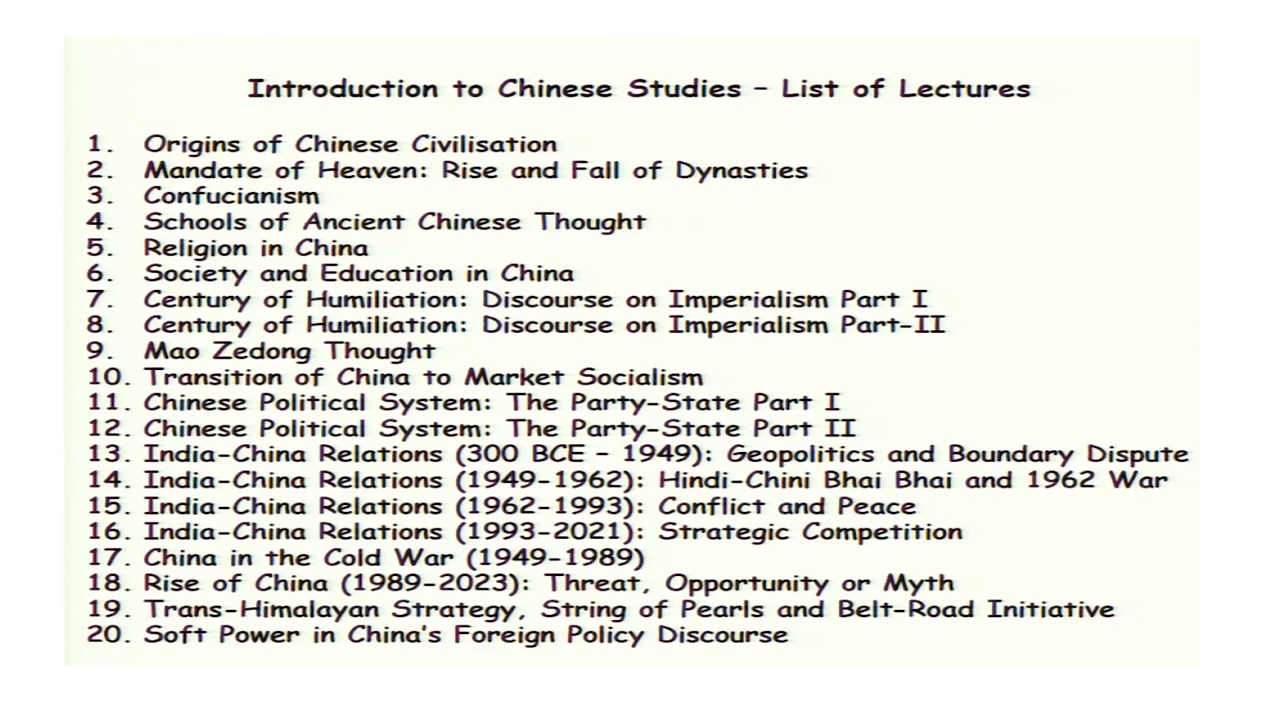 Introduction to Chinese Studies – List of Lectures
1. Origins of Chinese Civilisation
2. Mandate of Heaven: Rise and Fall of Dynasties
3. Confucianism
4. Schools of Ancient Chinese Thought
5. Religion in China
6. Society and Education in China
7. Century of Humiliation: Discourse on Imperialism Part I
8. Century of Humiliation: Discourse on Imperialism Part-II
9. Mao Zedong Thought
10. Transition of China to Market Socialism
11. Chinese Political System: The Party-State Part I
12. Chinese Political System: The Party-State Part II
13. India-China Relations (300 BCE – 1949): Geopolitics and Boundary Dispute
14. India-China Relations (1949-1962): Hindi-Chini Bhai Bhai and 1962 War
15. India-China Relations (1962-1993): Conflict and Peace
16. India-China Relations (1993-2021): Strategic Competition
17. China in the Cold War (1949-1989)
18. Rise of China (1989-2023): Threat, Opportunity or Myth
19. Trans-Himalayan Strategy, String of Pearls and Belt-Road Initiative
20. Soft Power in China's Foreign Policy Discourse